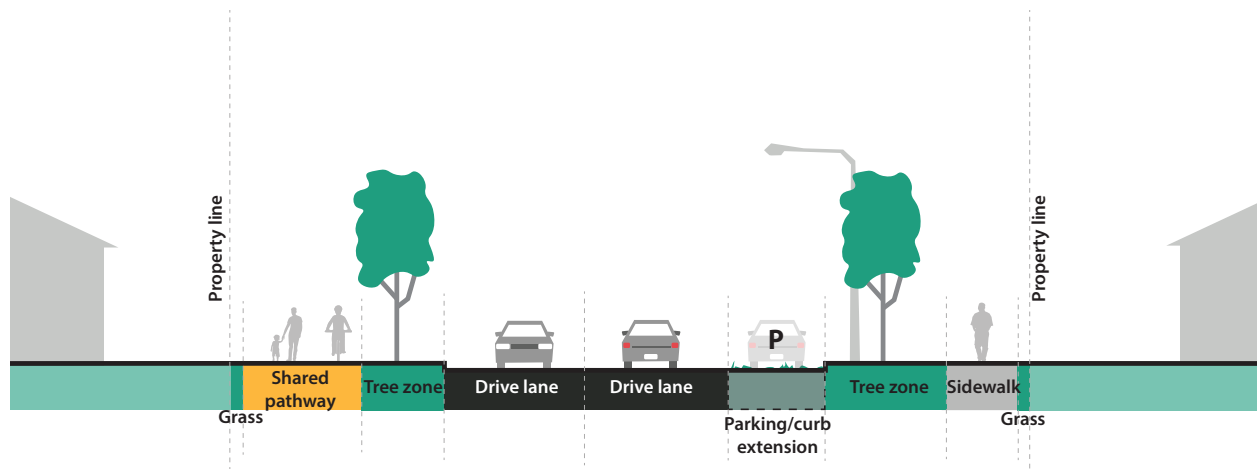 Property line
Property line
P
Shared
pathway
Tree zone
Drive lane
Drive lane
Tree zone
Sidewalk
Grass
Parking/curb
extension
Grass